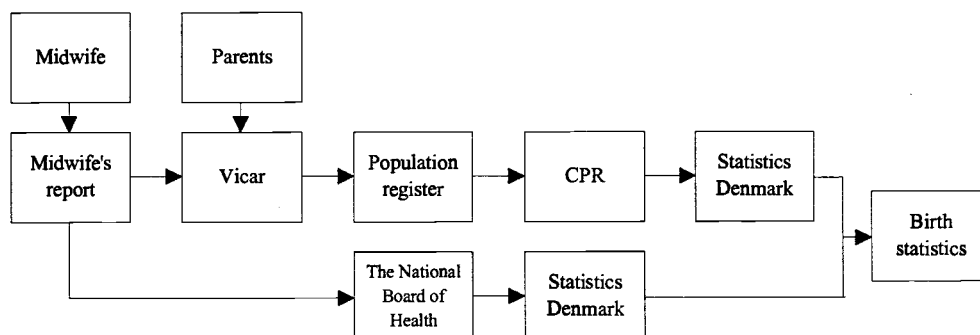 Midwife
Parents
Midwife's
report
Vicar
Population
register
CPR
Statistics
Denmark
Birth
statistics
The National
Board of
Health
Statistics
Denmark